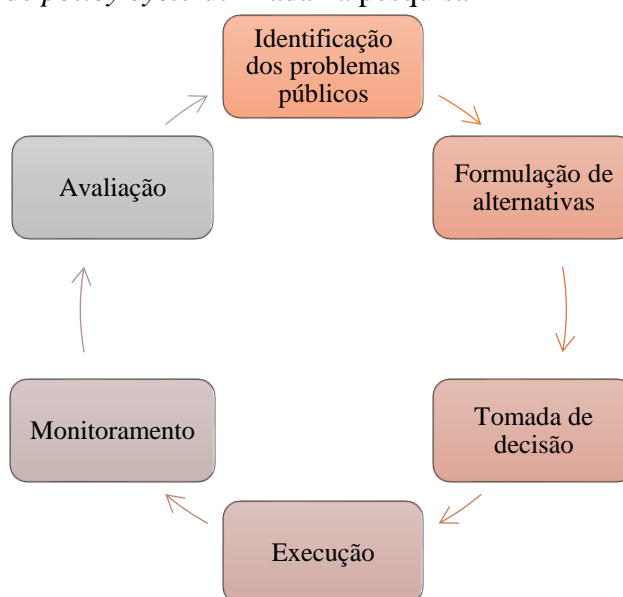 Identificação
dos problemas
públicos
Formulação de
alternativas
Tomada de
decisão
Execução
Monitoramento
Avaliação